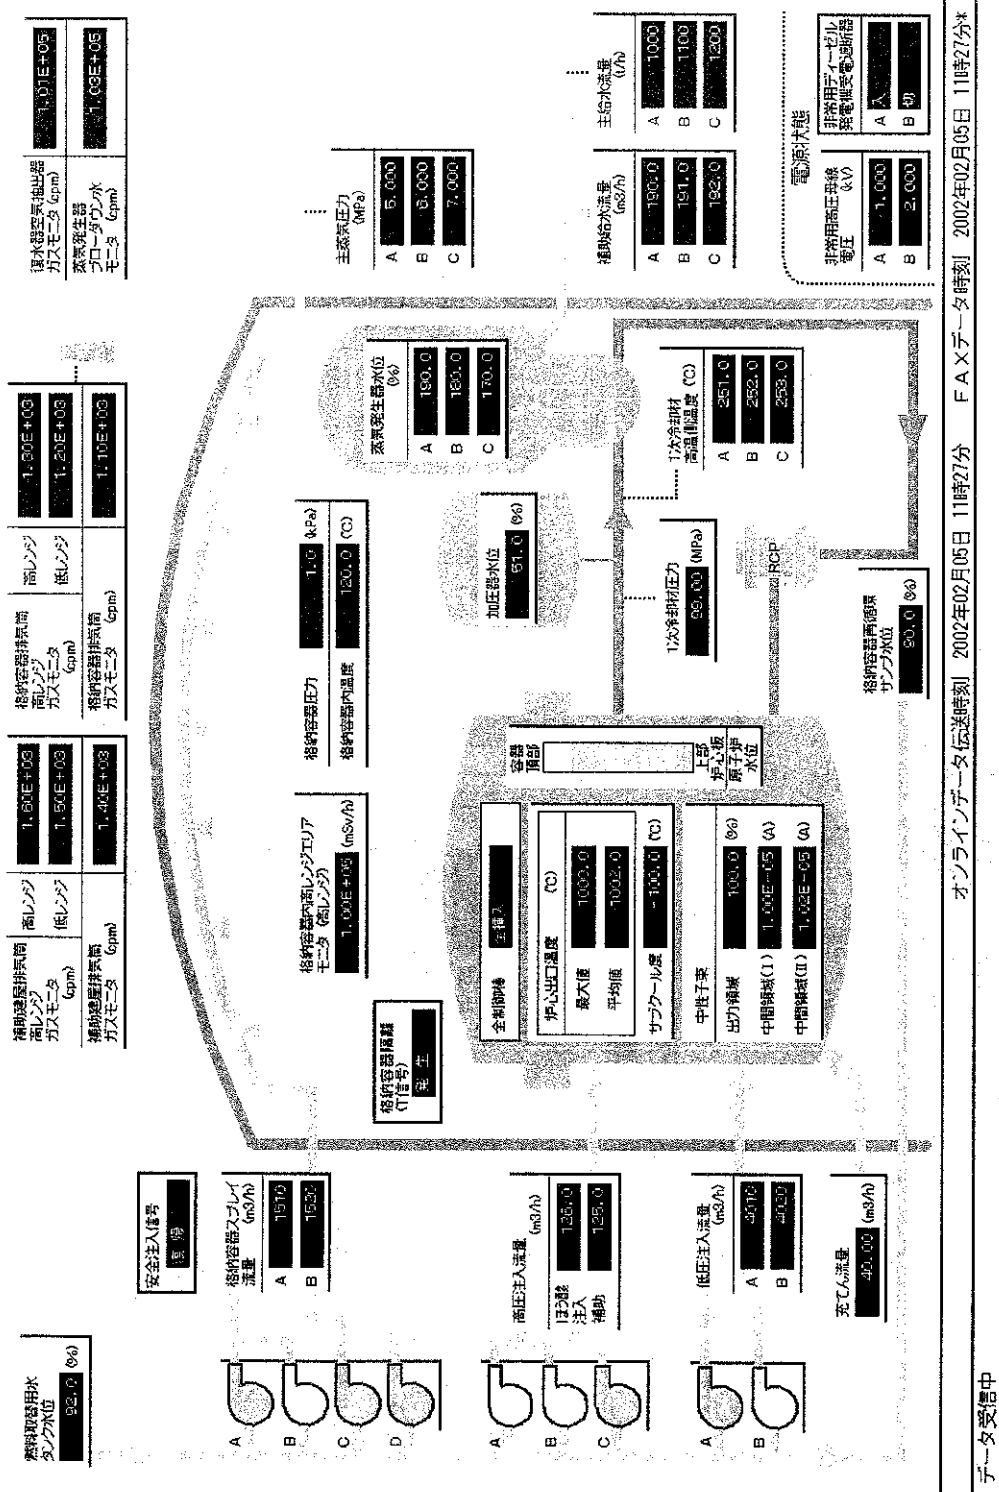 燃料取替用水
タンク水位
92.0 (%)
補助建屋排気筒
高レンジ
ガスモニタ
(cpm)
高レンジ 1.60E+03
低レンジ 1.50E+03
補助建屋排気筒
ガスモニタ (cpm) 1.40E+03
格納容器排気筒
高レンジ
ガスモニタ
(cpm)
高レンジ 1.30E+03
低レンジ 1.20E+03
格納容器排気筒
ガスモニタ (cpm) 1.10E+03
復水器空気抽出器
ガスモニタ (cpm) 1.01E+05
蒸気発生器
ブローダウン水
モニタ (cpm) 1.03E+05
安全注入信号
復帰
格納容器スプレイ
流量 (m3/h)
A 1510
B 1520
A
B
C
D
格納容器隔離
(T信号)
発生
格納容器内高レンジエリア
モニタ (高レンジ)
1.00E+05 (mSv/h)
格納容器圧力 1.0 (kPa)
格納容器内温度 120.0 (℃)
蒸気発生器水位
(%)
A 190.0
B 180.0
C 170.0
主蒸気圧力
(MPa)
A 5.000
B 6.000
C 7.000
主給水流量
(t/h)
A 1000
B 1100
C 1200
補助給水流量
(m3/h)
A 190.0
B 191.0
C 192.0
加圧器水位
51.0 (%)
高圧注入流量
(m3/h)
ほう酸
注入 126.0
補助 125.0
A
B
C
全制御棒 全挿入
炉心出口温度 (℃)
最大値 1000.0
平均値 1002.0
サブクール度 -100.0 (℃)
中性子束
出力領域 100.0 (%)
中間領域(I) 1.00E-05 (A)
中間領域(II) 1.02E-05 (A)
容器
頂部
上部
炉心板
原子炉
水位
1次冷却材圧力
99.00 (MPa)
1次冷却材
高温側温度 (℃)
A 251.0
B 252.0
C 253.0
RCP
低圧注入流量
(m3/h)
A 4010
B 4020
A
B
充てん流量
40.00 (m3/h)
格納容器再循環
サンプ水位
90.0 (%)
電源状態
非常用高圧母線
電圧 (kV)
A 1.000
B 2.000
非常用ディーゼル
発電機受電遮断器
A 入
B 切
オンラインデータ伝送時刻 2002年02月05日 11時27分 FAXデータ時刻 2002年02月05日 11時27分*
データ受信中